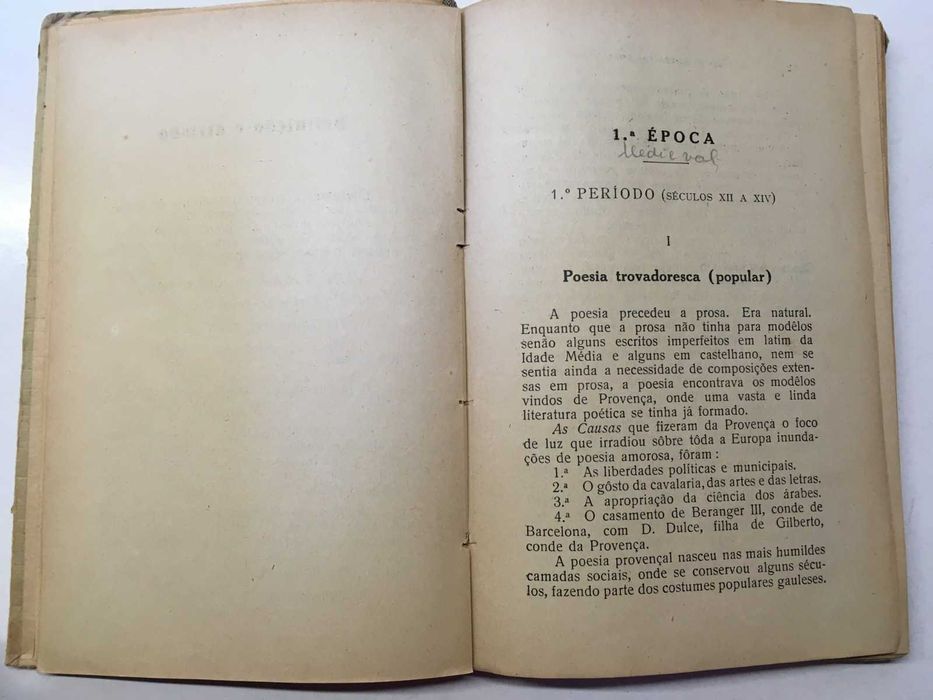 1.ª ÉPOCA
Medieval
1.º PERÍODO (SÉCULOS XII A XIV)
I
Poesia trovadoresca (popular)
A poesia precedeu a prosa. Era natural.
Enquanto que a prosa não tinha para modêlos
senão alguns escritos imperfeitos em latim da
Idade Média e alguns em castelhano, nem se
sentia ainda a necessidade de composições exten-
sas em prosa, a poesia encontrava os modêlos
vindos de Provença, onde uma vasta e linda
literatura poética se tinha já formado.
As Causas que fizeram da Provença o foco
de luz que irradiou sôbre tôda a Europa inunda-
ções de poesia amorosa, fôram :
1.ª As liberdades políticas e municipais.
2.ª O gôsto da cavalaria, das artes e das letras.
3.ª A apropriação da ciência dos árabes.
4.ª O casamento de Beranger III, conde de
Barcelona, com D. Dulce, filha de Gilberto,
conde da Provença.
A poesia provençal nasceu nas mais humildes
camadas sociais, onde se conservou alguns sécu-
los, fazendo parte dos costumes populares gauleses.